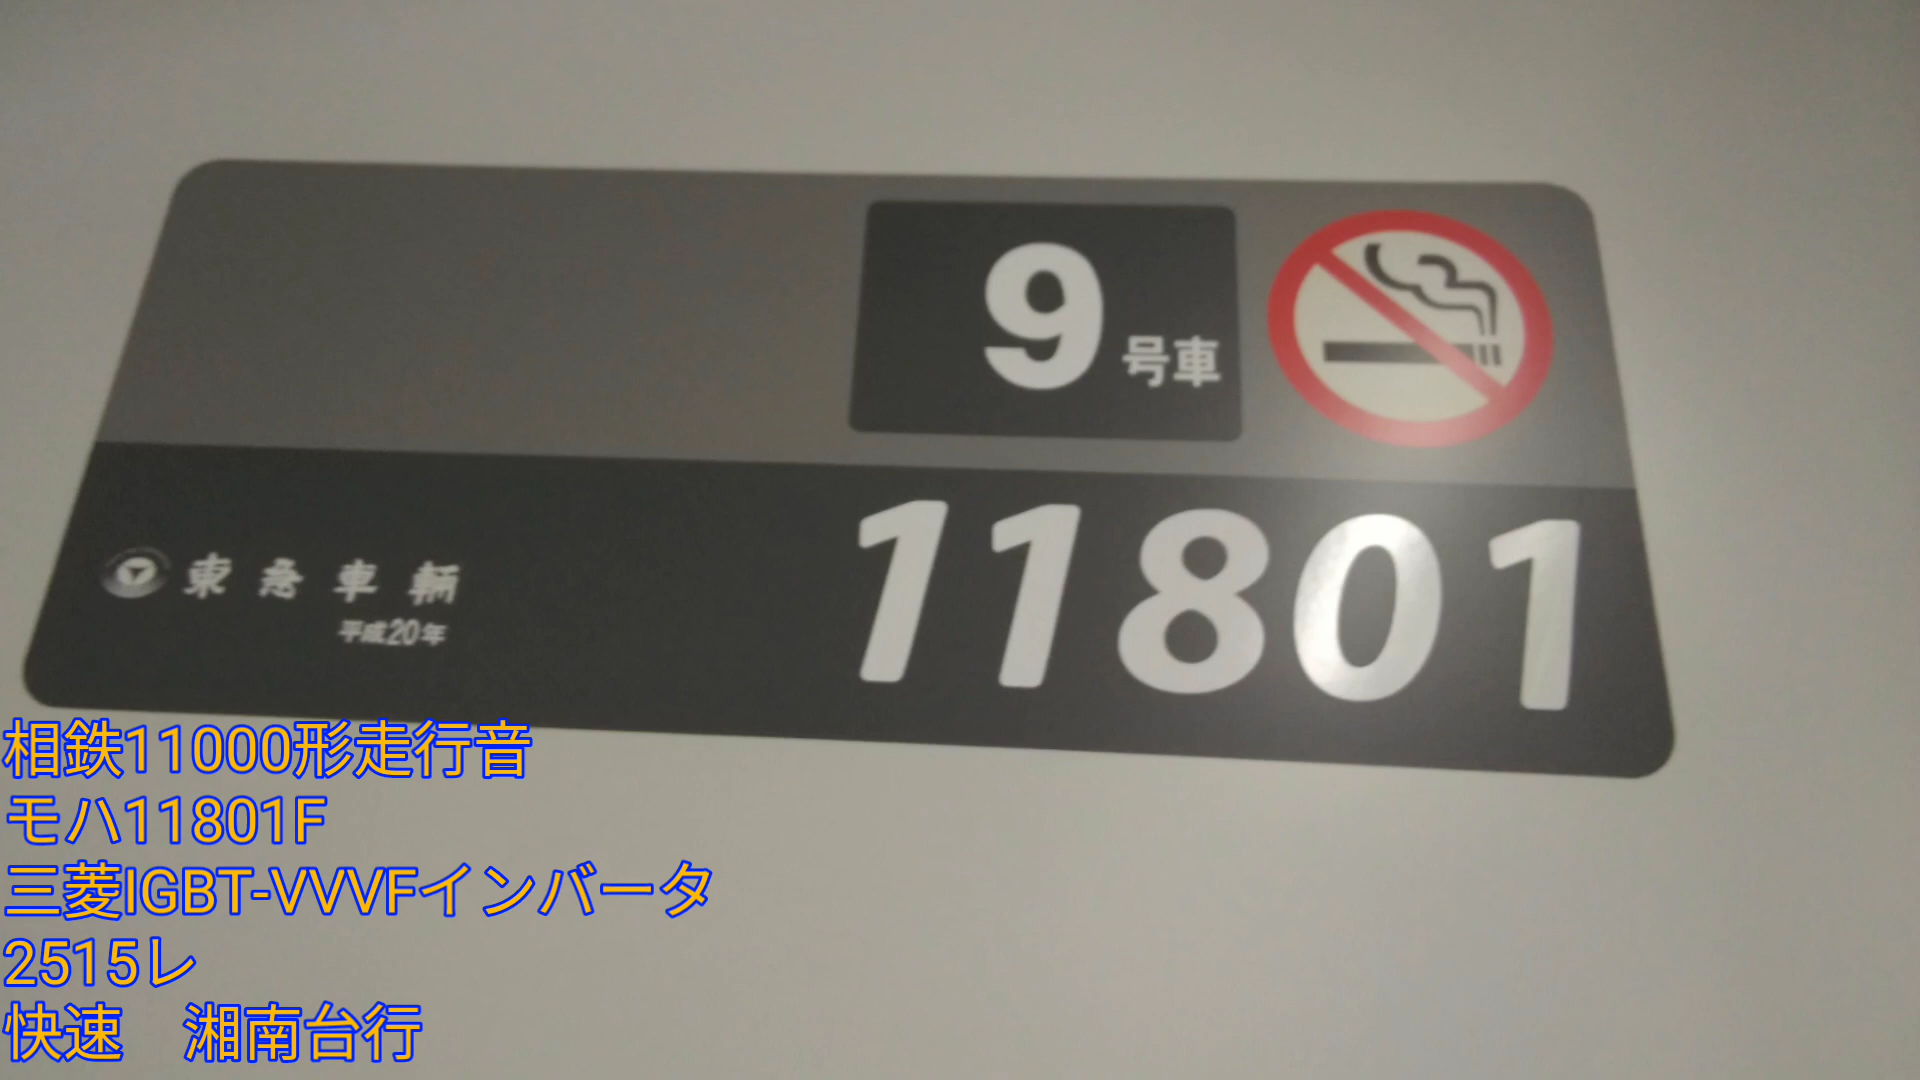 9号車
11801
東急車輛
平成20年
相鉄11000形走行音
モハ11801F
三菱IGBT-VVVFインバータ
2515レ
快速　湘南台行